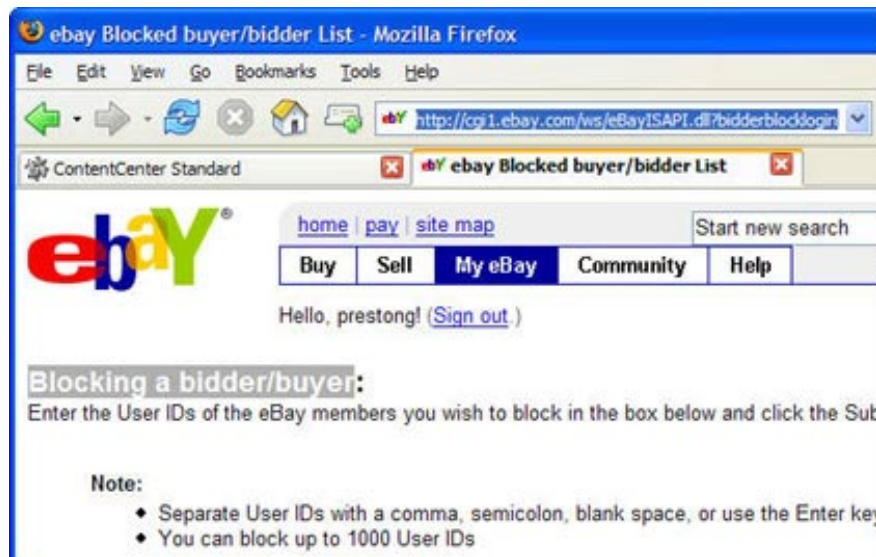 ebay Blocked buyer/bidder List - Mozilla Firefox
File Edit View Go Bookmarks Tools Help
ebY http://cgi1.ebay.com/ws/eBayISAPI.dll?bidderblocklogin
ContentCenter Standard ebY ebay Blocked buyer/bidder List
ebaY®
home | pay | site map Start new search
Buy Sell My eBay Community Help
Hello, prestong! (Sign out.)
Blocking a bidder/buyer:
Enter the User IDs of the eBay members you wish to block in the box below and click the Sub
Note:
Separate User IDs with a comma, semicolon, blank space, or use the Enter key
You can block up to 1000 User IDs